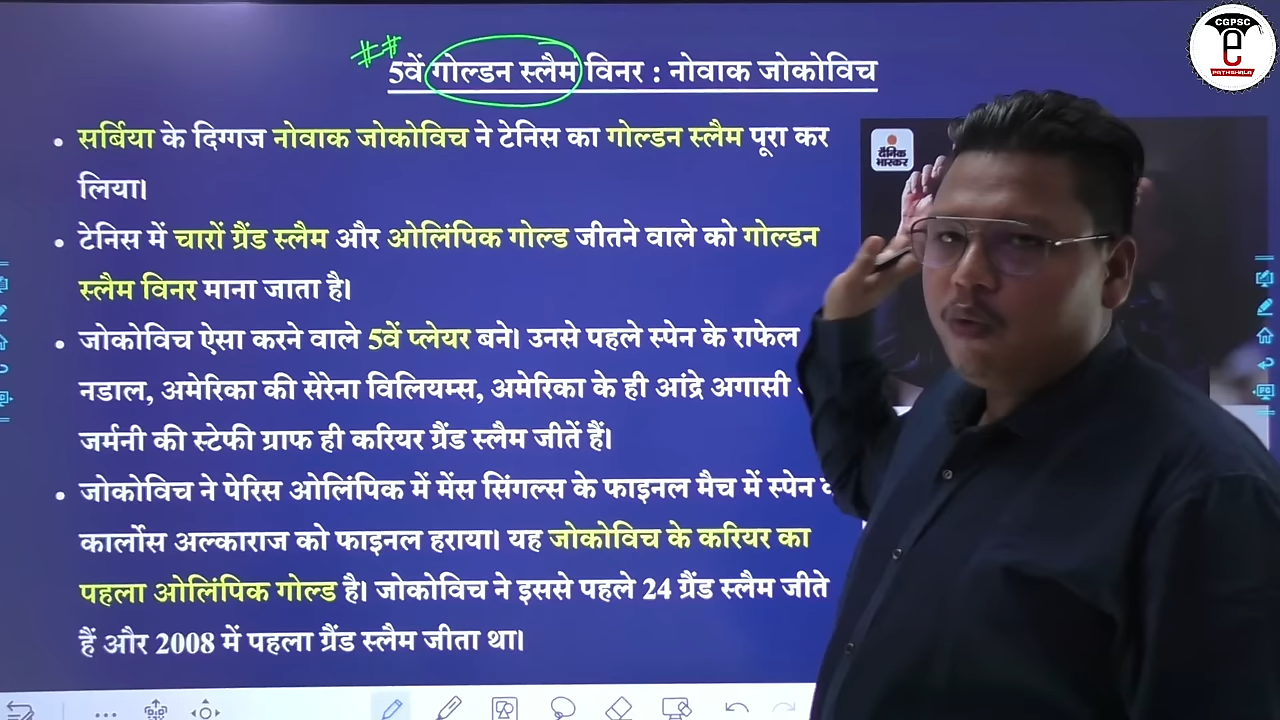 CGPSC
e
PATHSHALA
## 5वें गोल्डन स्लैम विनर : नोवाक जोकोविच
• सर्बिया के दिग्गज नोवाक जोकोविच ने टेनिस का गोल्डन स्लैम पूरा कर
लिया।
• टेनिस में चारों ग्रैंड स्लैम और ओलिंपिक गोल्ड जीतने वाले को गोल्डन
स्लैम विनर माना जाता है।
• जोकोविच ऐसा करने वाले 5वें प्लेयर बने। उनसे पहले स्पेन के राफेल
नडाल, अमेरिका की सेरेना विलियम्स, अमेरिका के ही आंद्रे अगासी
जर्मनी की स्टेफी ग्राफ ही करियर ग्रैंड स्लैम जीतें हैं।
• जोकोविच ने पेरिस ओलिंपिक में मेंस सिंगल्स के फाइनल मैच में स्पेन
कार्लोस अल्काराज को फाइनल हराया। यह जोकोविच के करियर का
पहला ओलिंपिक गोल्ड है। जोकोविच ने इससे पहले 24 ग्रैंड स्लैम जीते
हैं और 2008 में पहला ग्रैंड स्लैम जीता था।
दैनिक
भास्कर